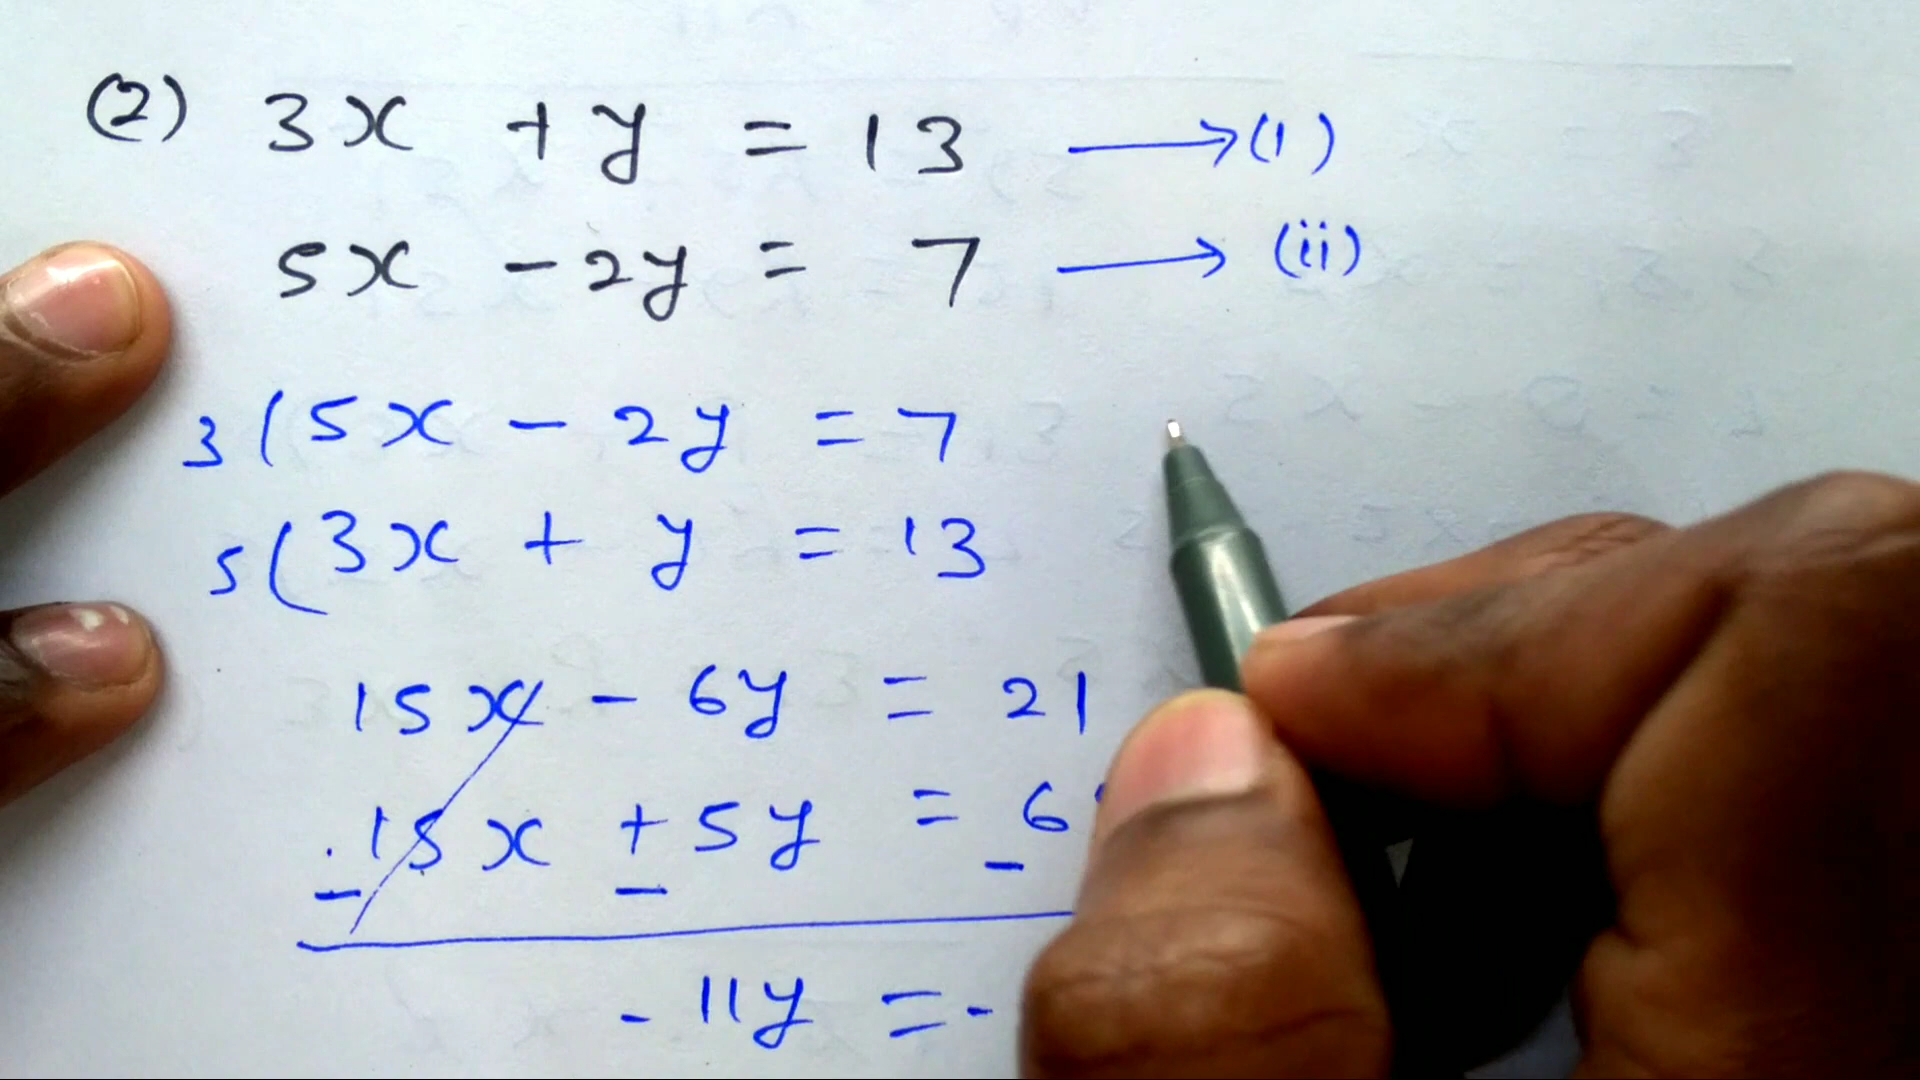 (2) 3x + y = 13 → (i)
5x - 2y = 7 → (ii)
3 (5x - 2y = 7
5 (3x + y = 13
15x - 6y = 21
15x + 5y = 6
- - -
- 11y = -